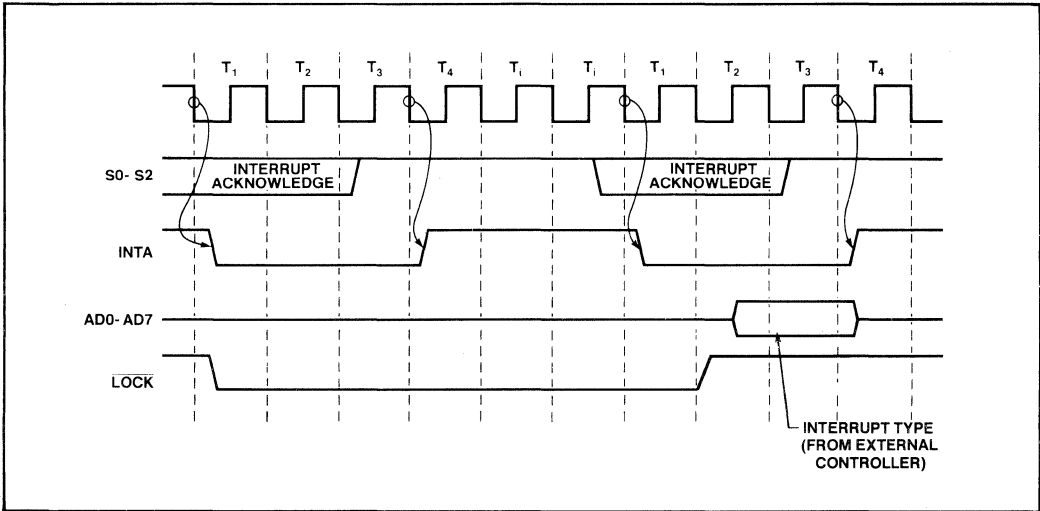 T1 T2 T3 T4 Ti Ti T1 T2 T3 T4
S0- S2
INTERRUPT
ACKNOWLEDGE
INTERRUPT
ACKNOWLEDGE
INTA
AD0- AD7
LOCK
INTERRUPT TYPE
(FROM EXTERNAL
CONTROLLER)